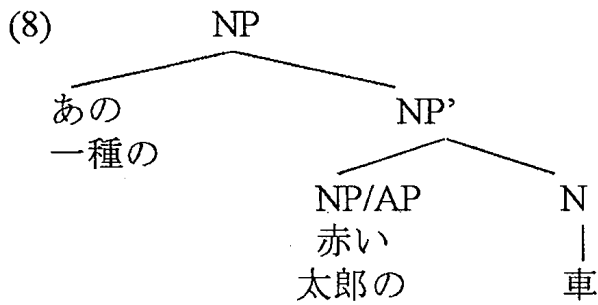 (8) NP
あの NP’
一種の
NP/AP N
赤い
太郎の 車